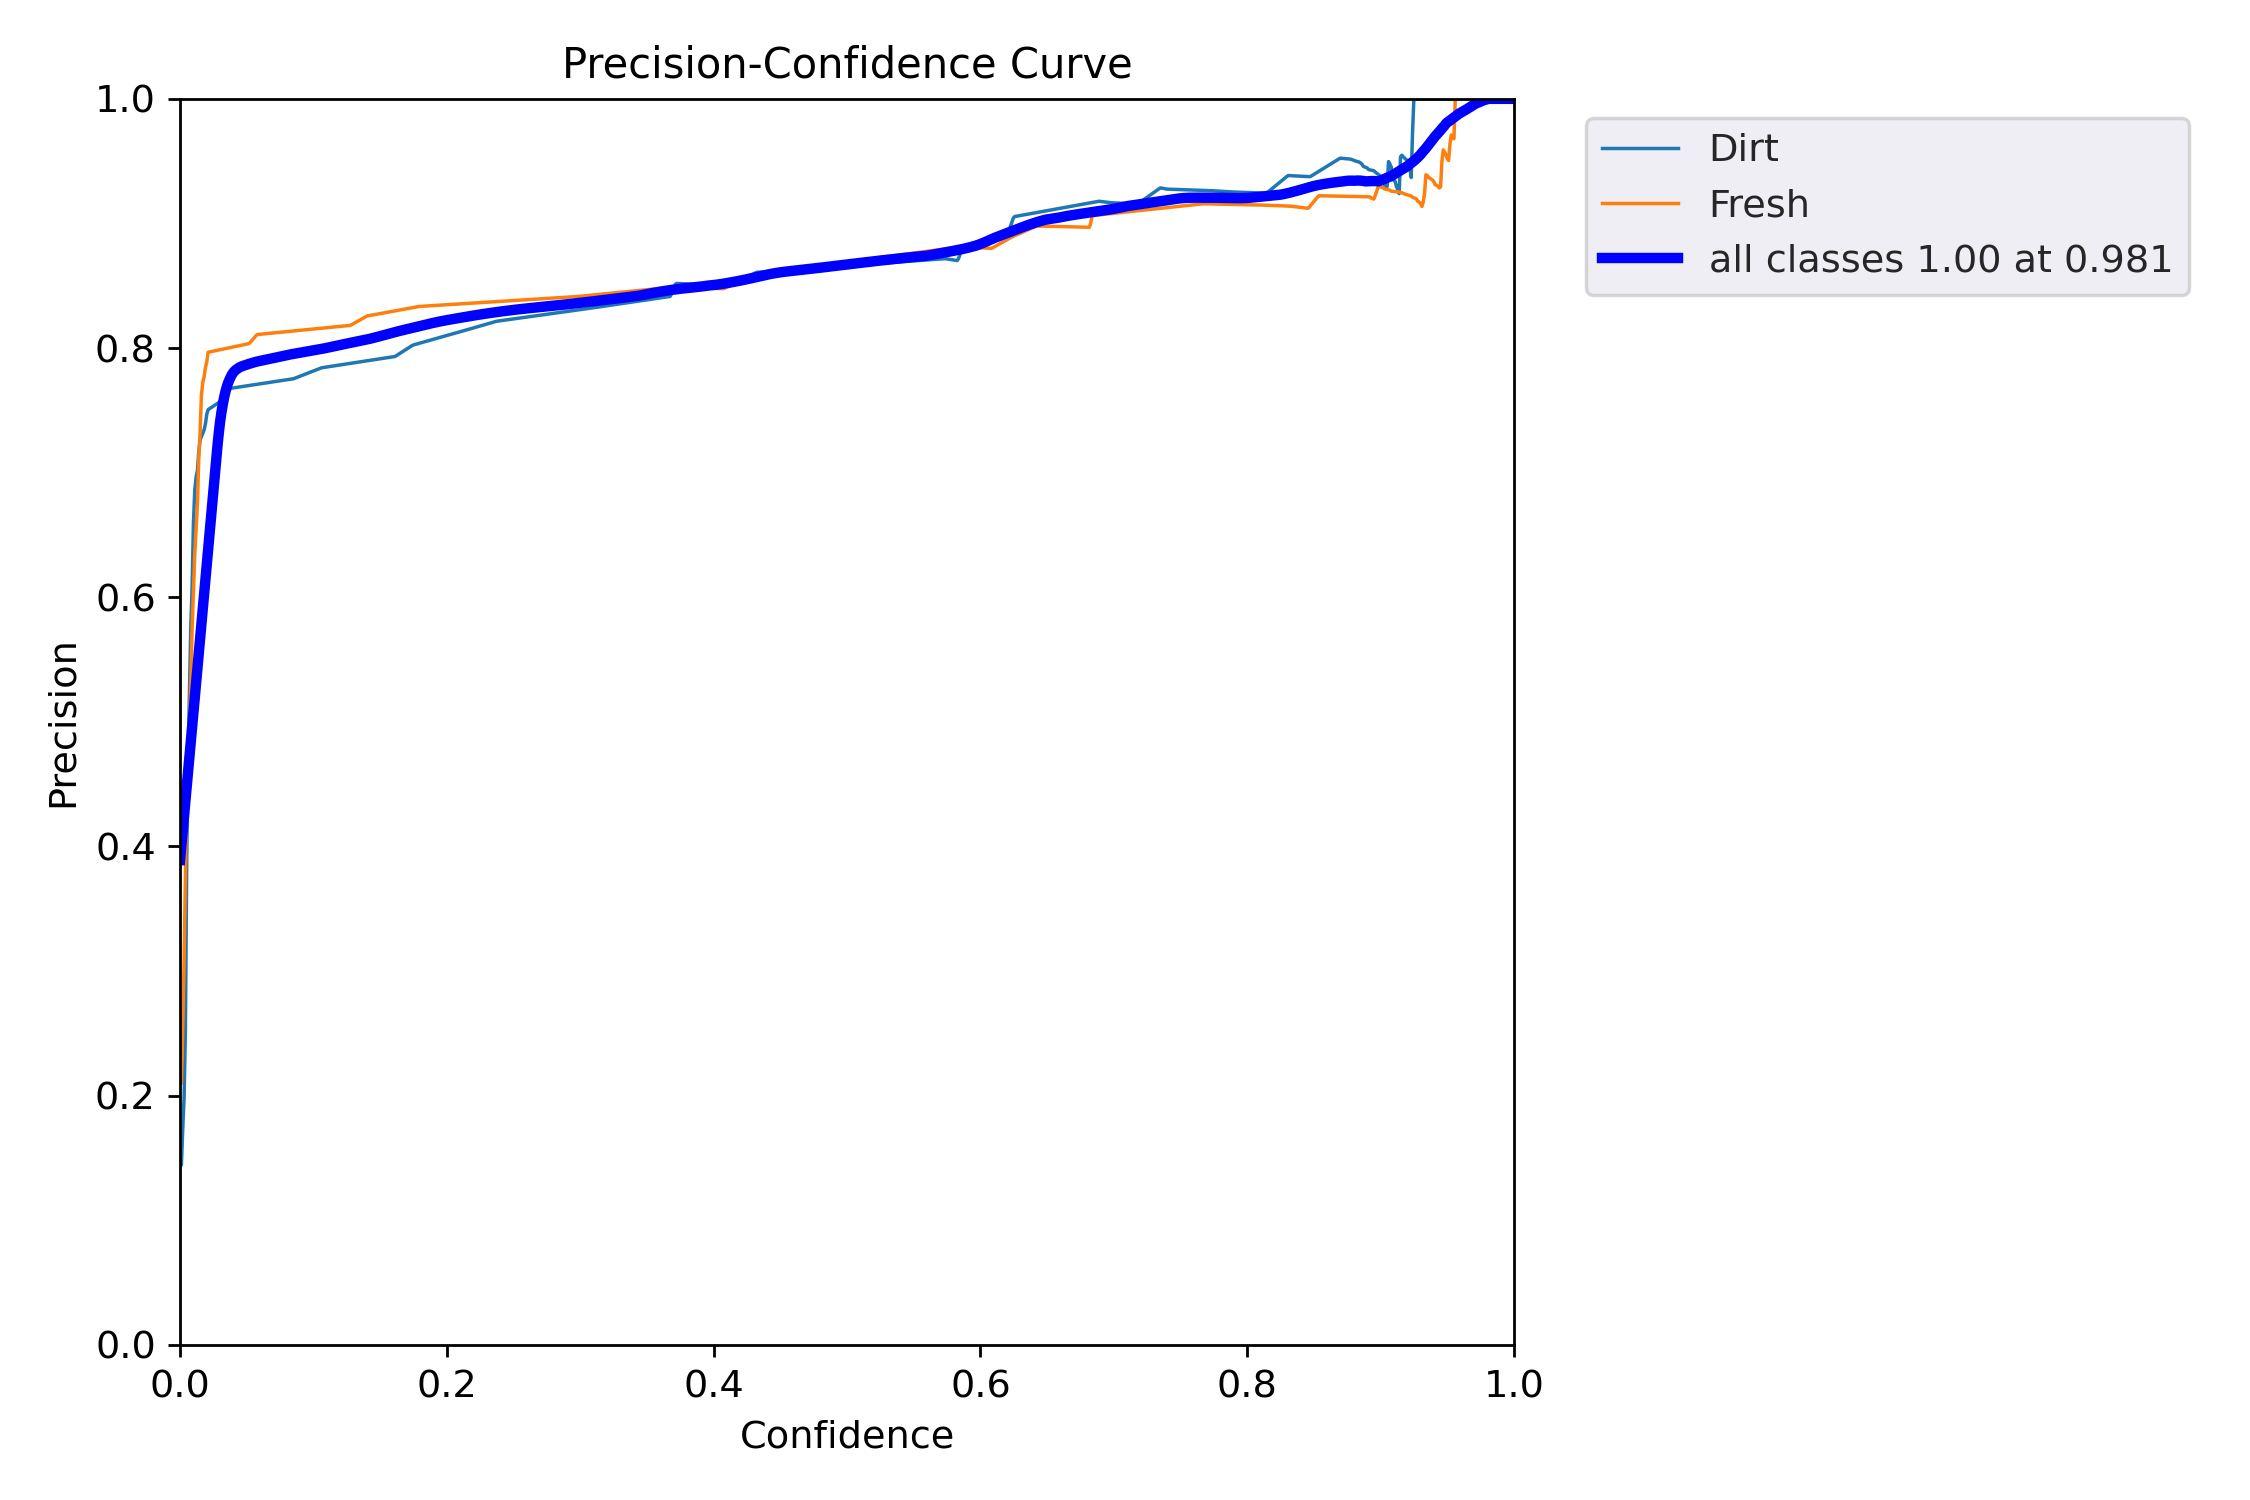 Precision-Confidence Curve
1.0
0.8
0.6
0.4
0.2
0.0
Precision
0.0 0.2 0.4 0.6 0.8 1.0
Confidence
Dirt
Fresh
all classes 1.00 at 0.981